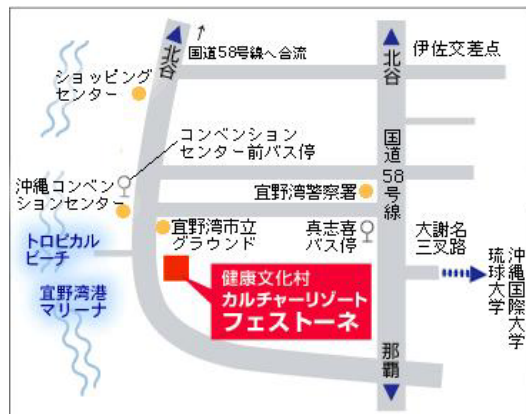 北谷
国道58号線へ合流
北谷
伊佐交差点
ショッピング
センター
コンベンション
センター前バス停
国道58号線
沖縄コンベン
ションセンター
宜野湾警察署
宜野湾市立
グラウンド
真志喜
バス停
大謝名
三叉路
トロピカル
ビーチ
沖縄国際大学
琉球大学
宜野湾港
マリーナ
健康文化村
カルチャーリゾート
フェストーネ
那覇